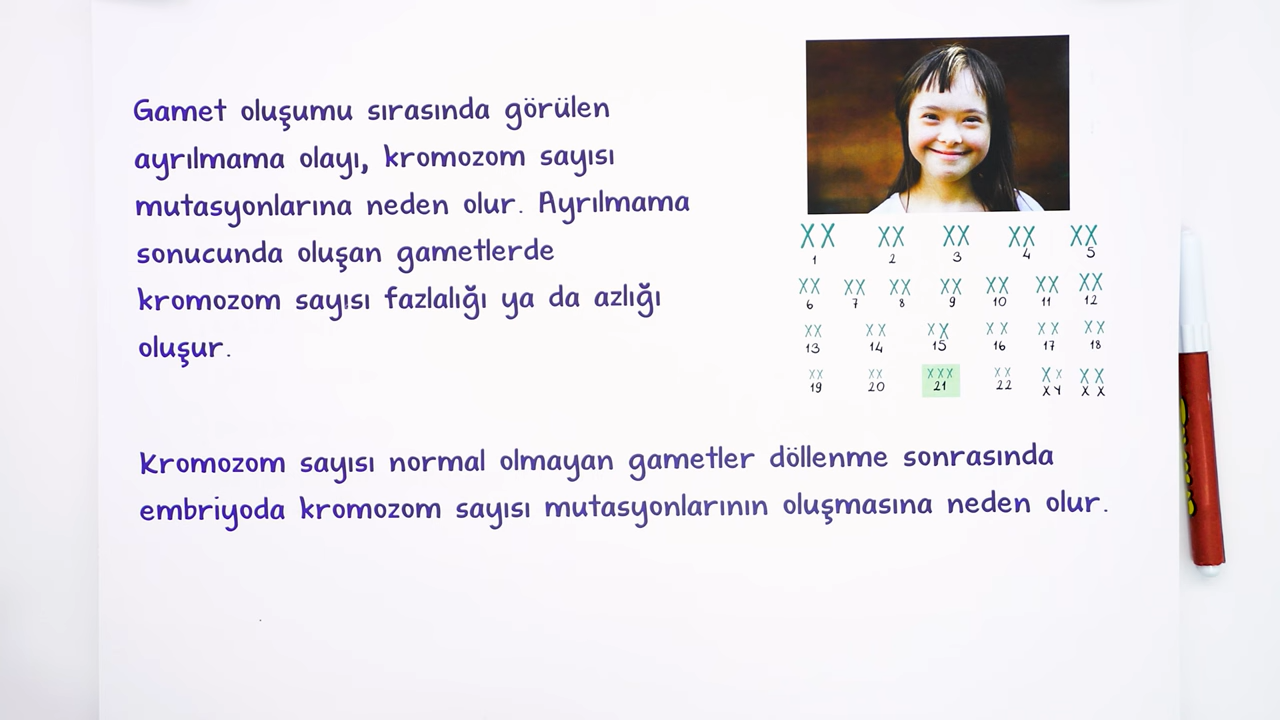 Gamet oluşumu sırasında görülen
ayrılmama olayı, kromozom sayısı
mutasyonlarına neden olur. Ayrılmama
sonucunda oluşan gametlerde
kromozom sayısı fazlalığı ya da azlığı
oluşur.
1 2 3 4 5
6 7 8 9 10 11 12
13 14 15 16 17 18
19 20 21 22 X Y X X
Kromozom sayısı normal olmayan gametler döllenme sonrasında
embriyoda kromozom sayısı mutasyonlarının oluşmasına neden olur.